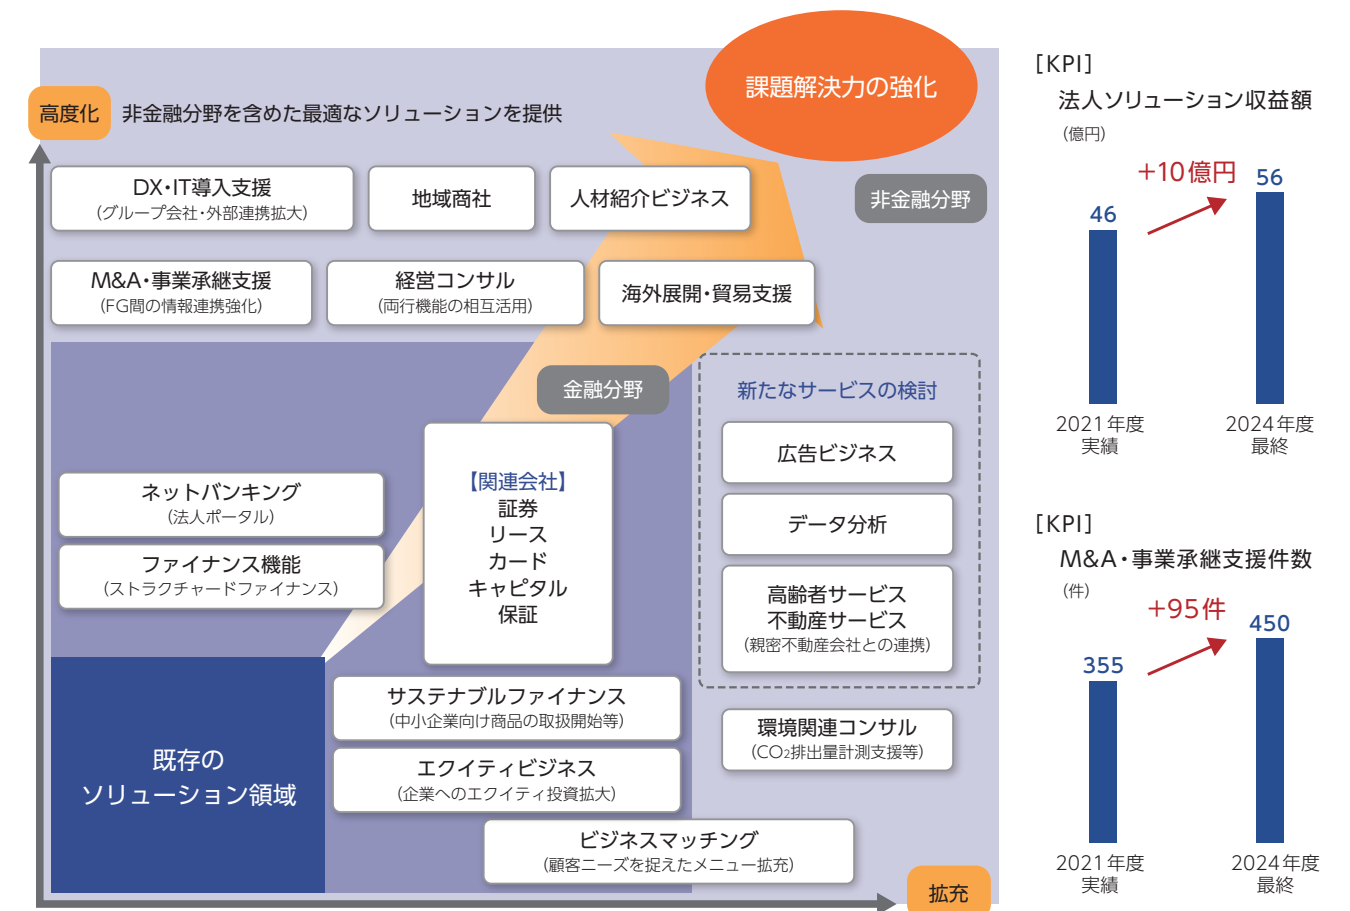 課題解決力の強化
高度化
非金融分野を含めた最適なソリューションを提供
DX・IT導入支援
(グループ会社・外部連携拡大)
地域商社
人材紹介ビジネス
非金融分野
M&A・事業承継支援
(FG間の情報連携強化)
経営コンサル
(両行機能の相互活用)
海外展開・貿易支援
金融分野
新たなサービスの検討
広告ビジネス
データ分析
高齢者サービス
不動産サービス
(親密不動産会社との連携)
ネットバンキング
(法人ポータル)
ファイナンス機能
(ストラクチャードファイナンス)
【関連会社】
証券
リース
カード
キャピタル
保証
サステナブルファイナンス
(中小企業向け商品の取扱開始等)
環境関連コンサル
(CO₂排出量計測支援等)
既存の
ソリューション領域
エクイティビジネス
(企業へのエクイティ投資拡大)
ビジネスマッチング
(顧客ニーズを捉えたメニュー拡充)
拡充
[KPI]
法人ソリューション収益額
(億円)
+10億円
46
56
2021年度
実績
2024年度
最終
[KPI]
M&A・事業承継支援件数
(件)
+95件
355
450
2021年度
実績
2024年度
最終